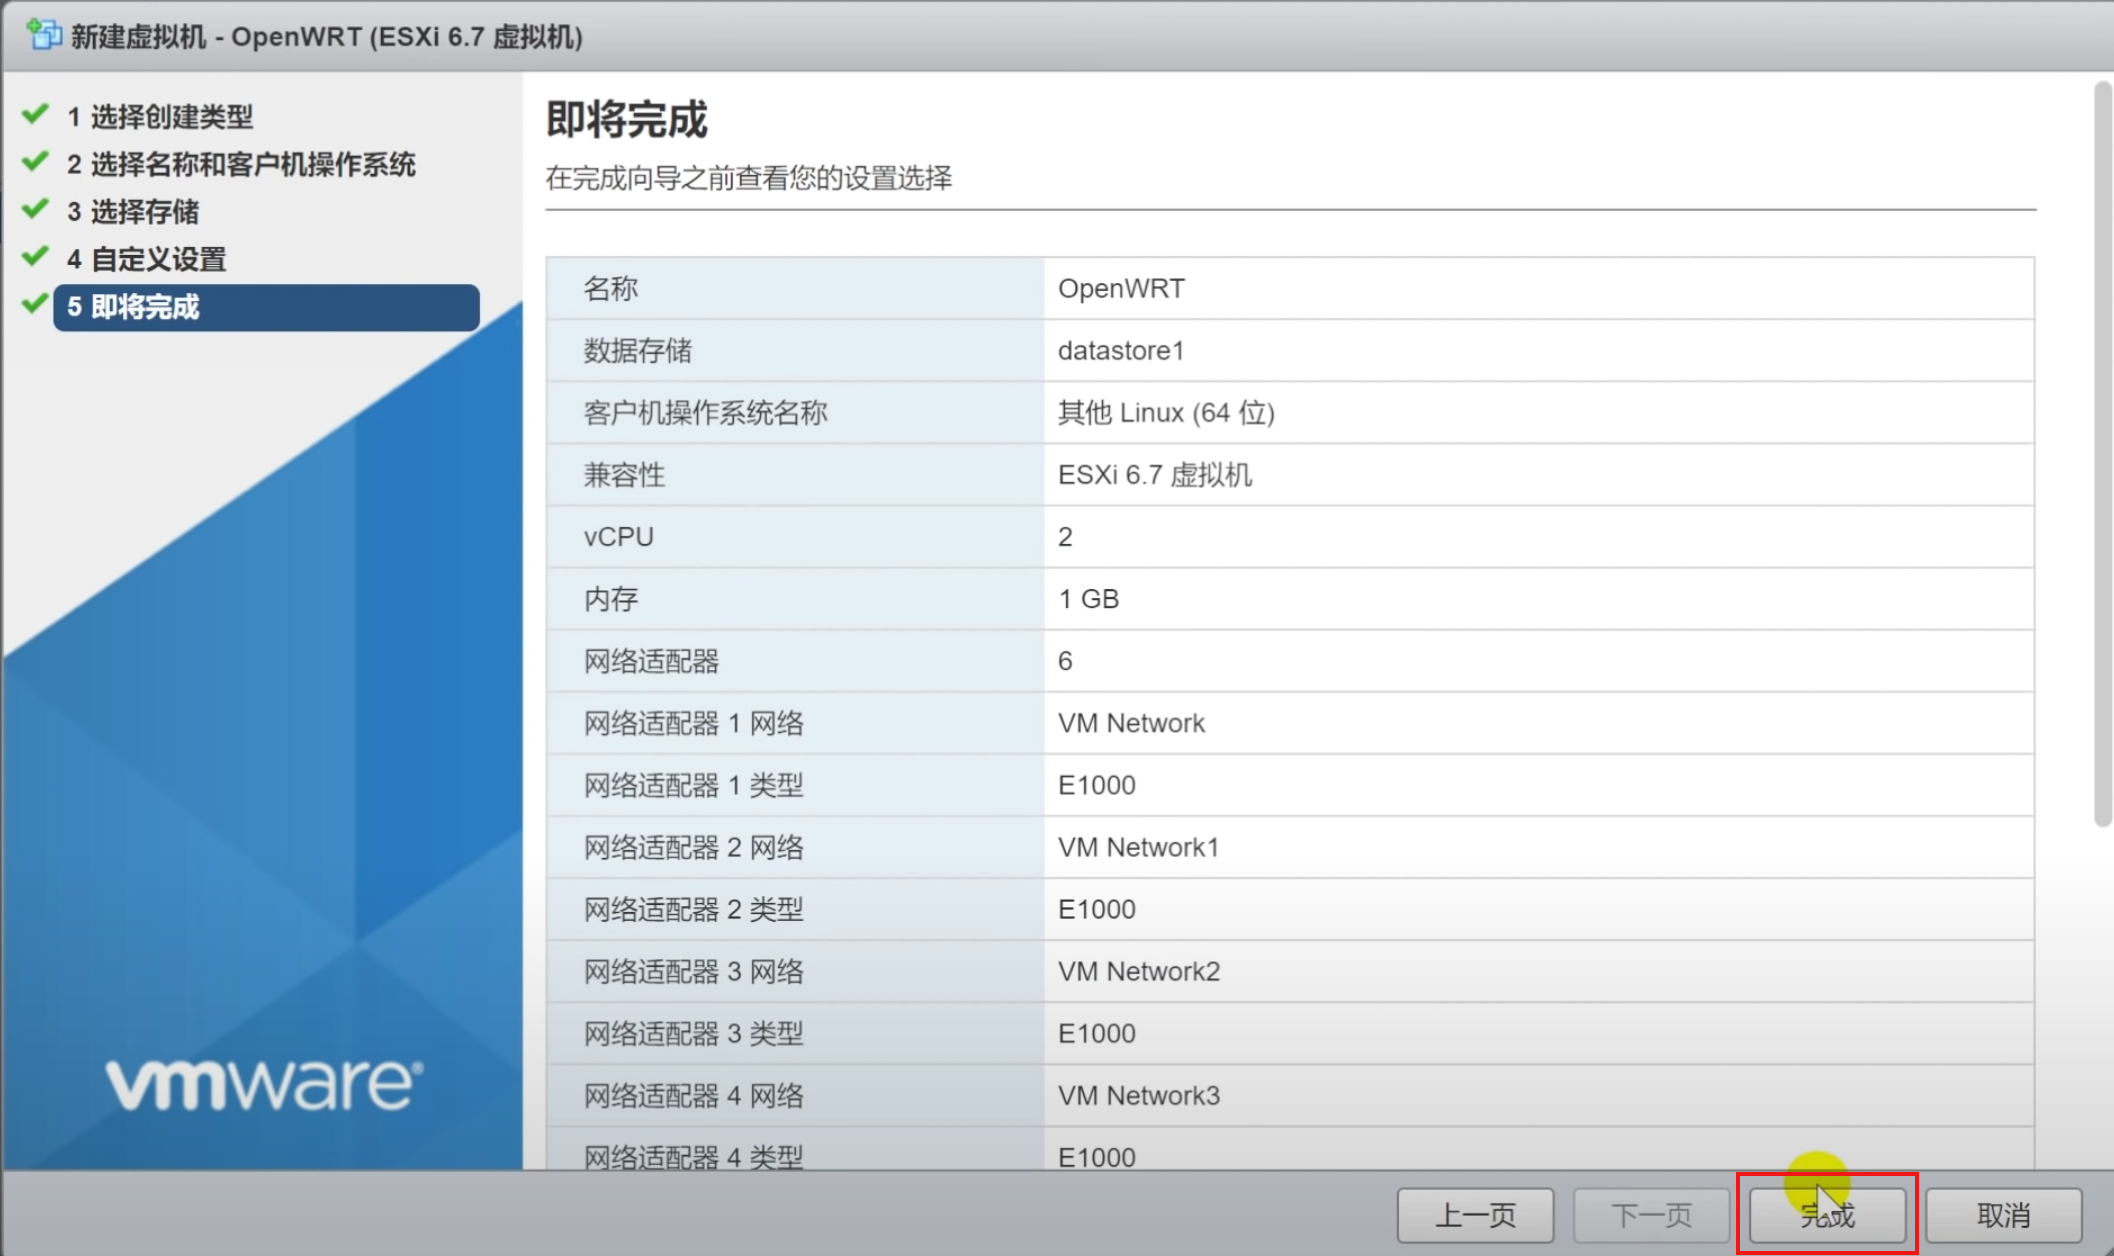 新建虚拟机 - OpenWRT (ESXi 6.7 虚拟机)
1 选择创建类型
2 选择名称和客户机操作系统
3 选择存储
4 自定义设置
5 即将完成
vmware®
即将完成
在完成向导之前查看您的设置选择
名称 OpenWRT
数据存储 datastore1
客户机操作系统名称 其他 Linux (64 位)
兼容性 ESXi 6.7 虚拟机
vCPU 2
内存 1 GB
网络适配器 6
网络适配器 1 网络 VM Network
网络适配器 1 类型 E1000
网络适配器 2 网络 VM Network1
网络适配器 2 类型 E1000
网络适配器 3 网络 VM Network2
网络适配器 3 类型 E1000
网络适配器 4 网络 VM Network3
网络适配器 4 类型 E1000
上一页 下一页 完成 取消